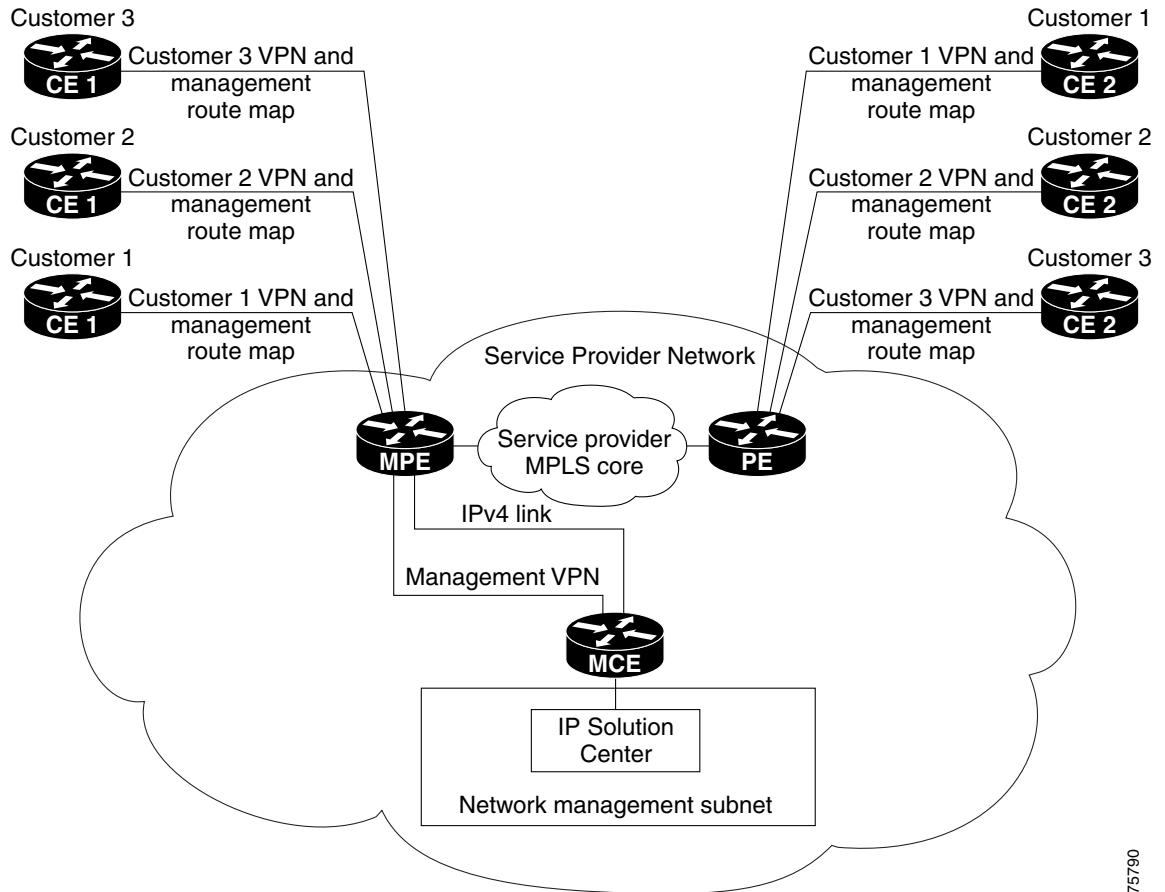 Customer 3
CE 1
Customer 3 VPN and
management
route map
Customer 2
CE 1
Customer 2 VPN and
management
route map
Customer 1
CE 1
Customer 1 VPN and
management
route map
Customer 1
CE 2
Customer 1 VPN and
management
route map
Customer 2
CE 2
Customer 2 VPN and
management
route map
Customer 3
CE 2
Customer 3 VPN and
management
route map
Service Provider Network
MPE
Service provider
MPLS core
PE
IPv4 link
Management VPN
MCE
IP Solution
Center
Network management subnet
75790